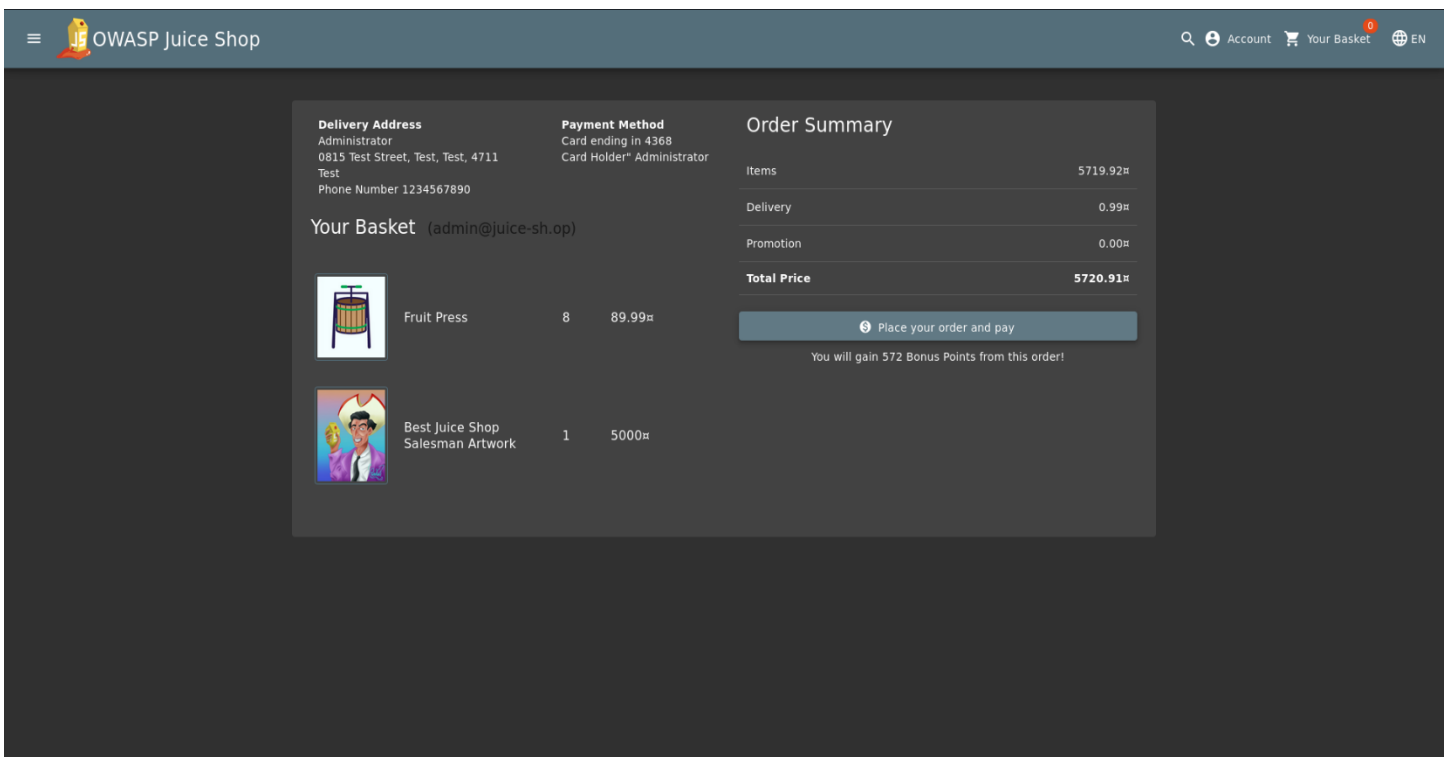 OWASP Juice Shop
Account
0
Your Basket
EN
Delivery Address
Administrator
0815 Test Street, Test, Test, 4711
Test
Phone Number 1234567890
Payment Method
Card ending in 4368
Card Holder" Administrator
Your Basket (admin@juice-sh.op)
Fruit Press 8 89.99¤
Best Juice Shop
Salesman Artwork 1 5000¤
Order Summary
Items 5719.92¤
Delivery 0.99¤
Promotion 0.00¤
Total Price 5720.91¤
Place your order and pay
You will gain 572 Bonus Points from this order!